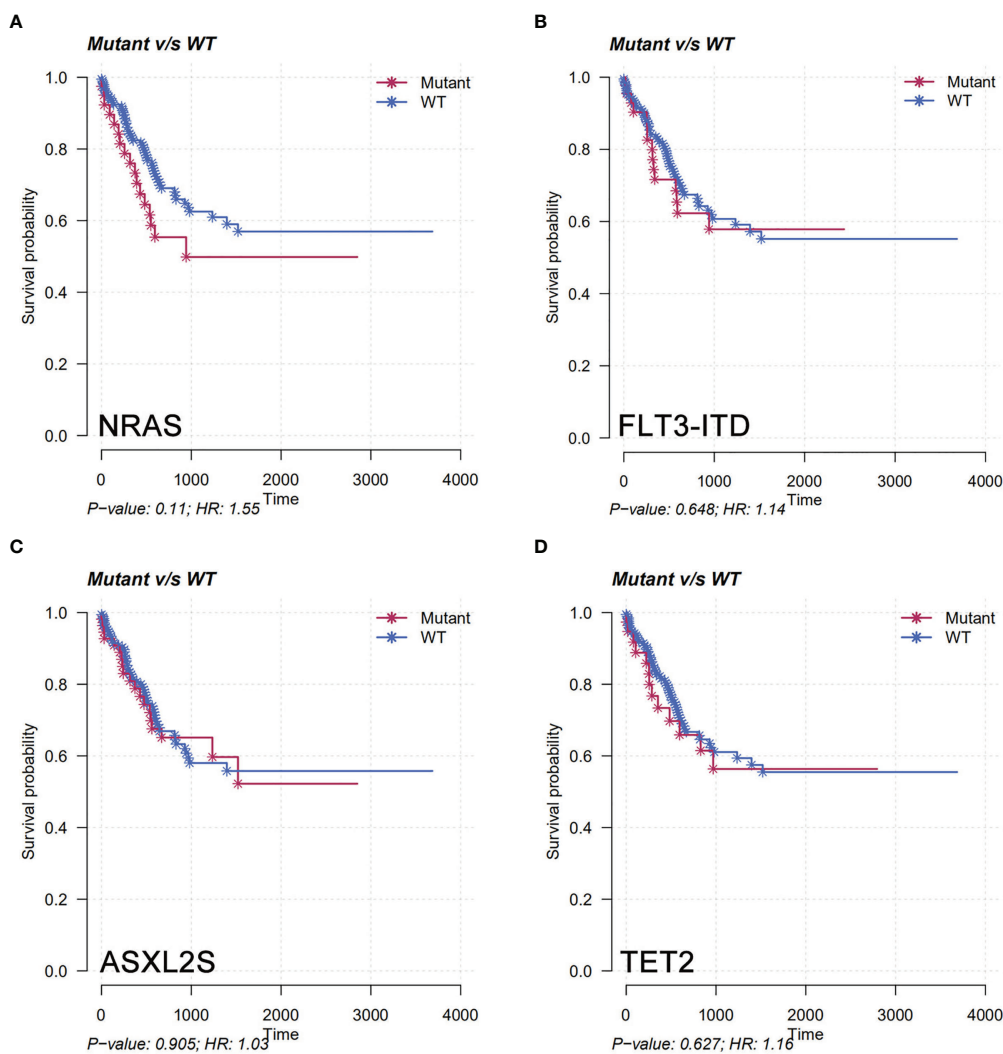 A
Mutant v/s WT
Mutant
WT
Survival probability
1.0
0.8
0.6
0.4
0.2
0.0
NRAS
0 1000 2000 3000 4000
Time
P−value: 0.11; HR: 1.55
B
Mutant v/s WT
Mutant
WT
Survival probability
1.0
0.8
0.6
0.4
0.2
0.0
FLT3-ITD
0 1000 2000 3000 4000
Time
P−value: 0.648; HR: 1.14
C
Mutant v/s WT
Mutant
WT
Survival probability
1.0
0.8
0.6
0.4
0.2
0.0
ASXL2S
0 1000 2000 3000 4000
Time
P−value: 0.905; HR: 1.03
D
Mutant v/s WT
Mutant
WT
Survival probability
1.0
0.8
0.6
0.4
0.2
0.0
TET2
0 1000 2000 3000 4000
Time
P−value: 0.627; HR: 1.16